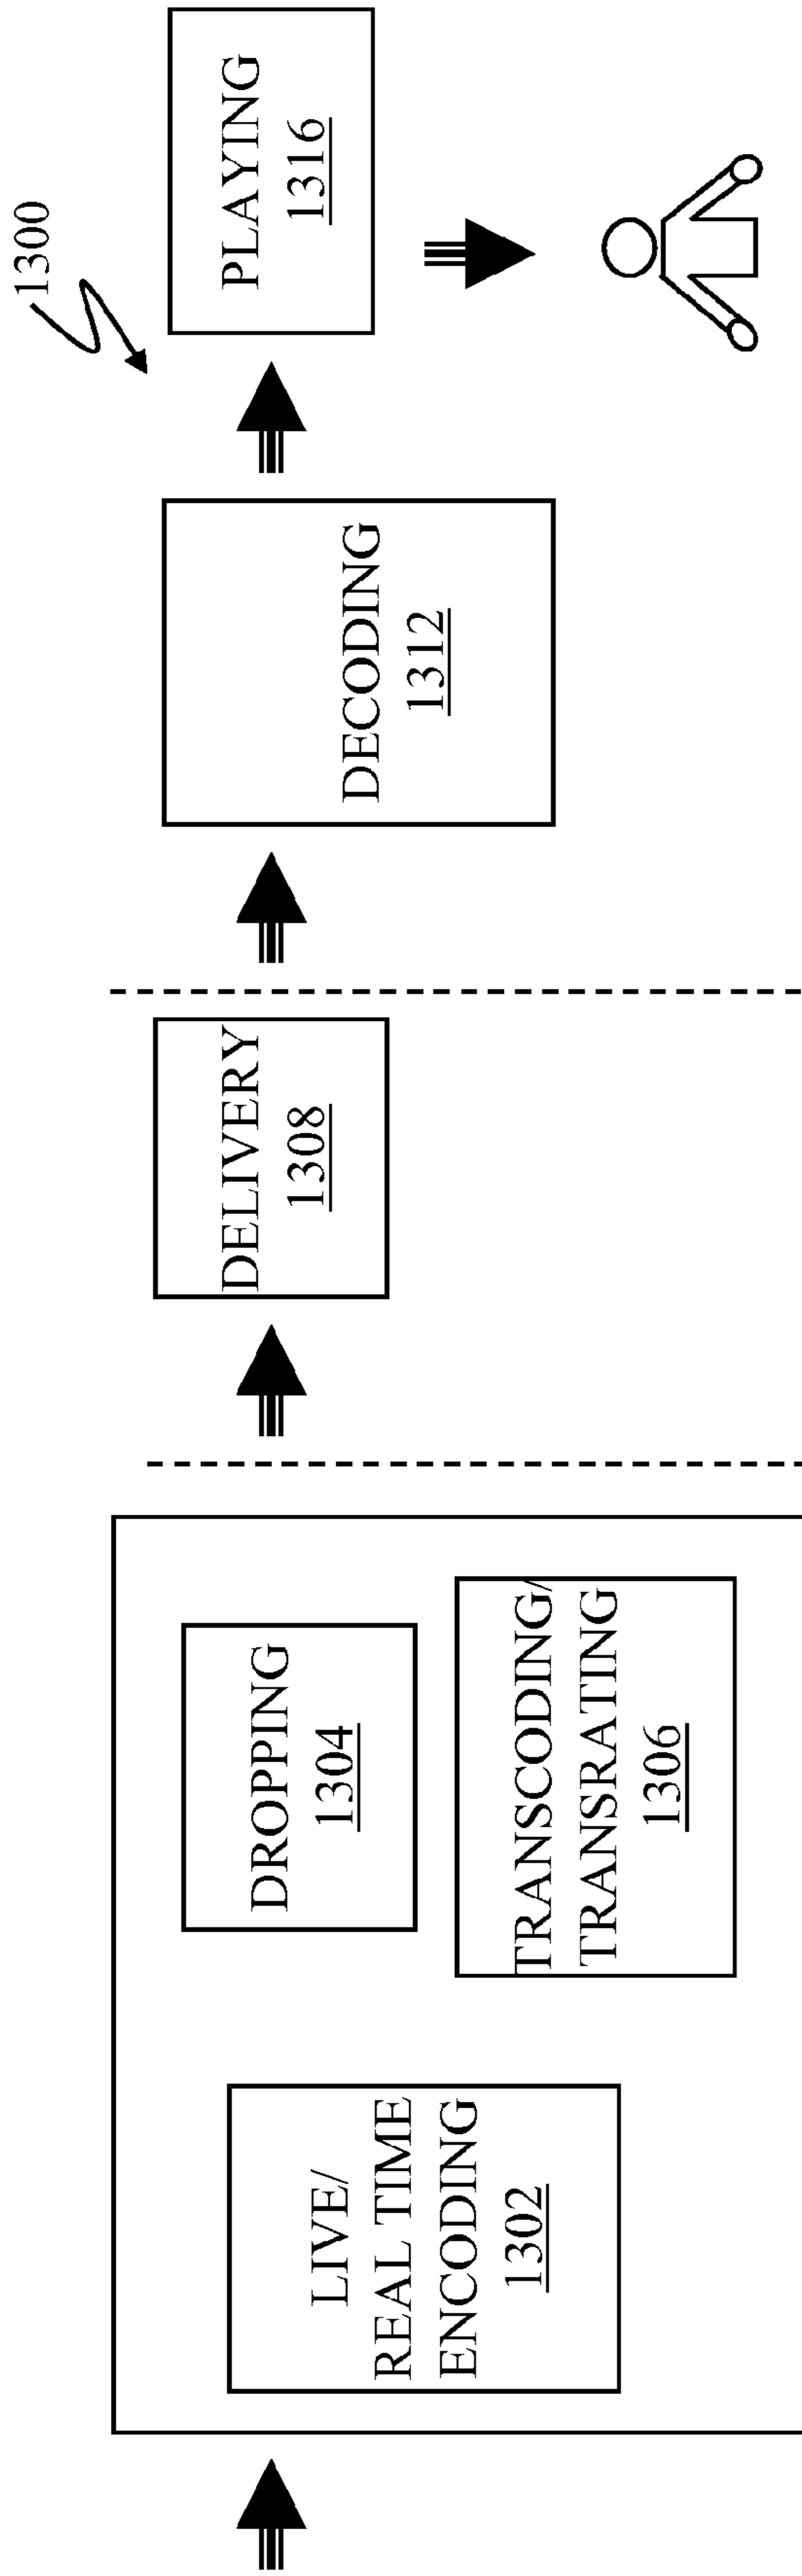 1300
LIVE/
REAL TIME
ENCODING
1302
DROPPING
1304
TRANSCODING/
TRANSRATING
1306
DELIVERY
1308
DECODING
1312
PLAYING
1316